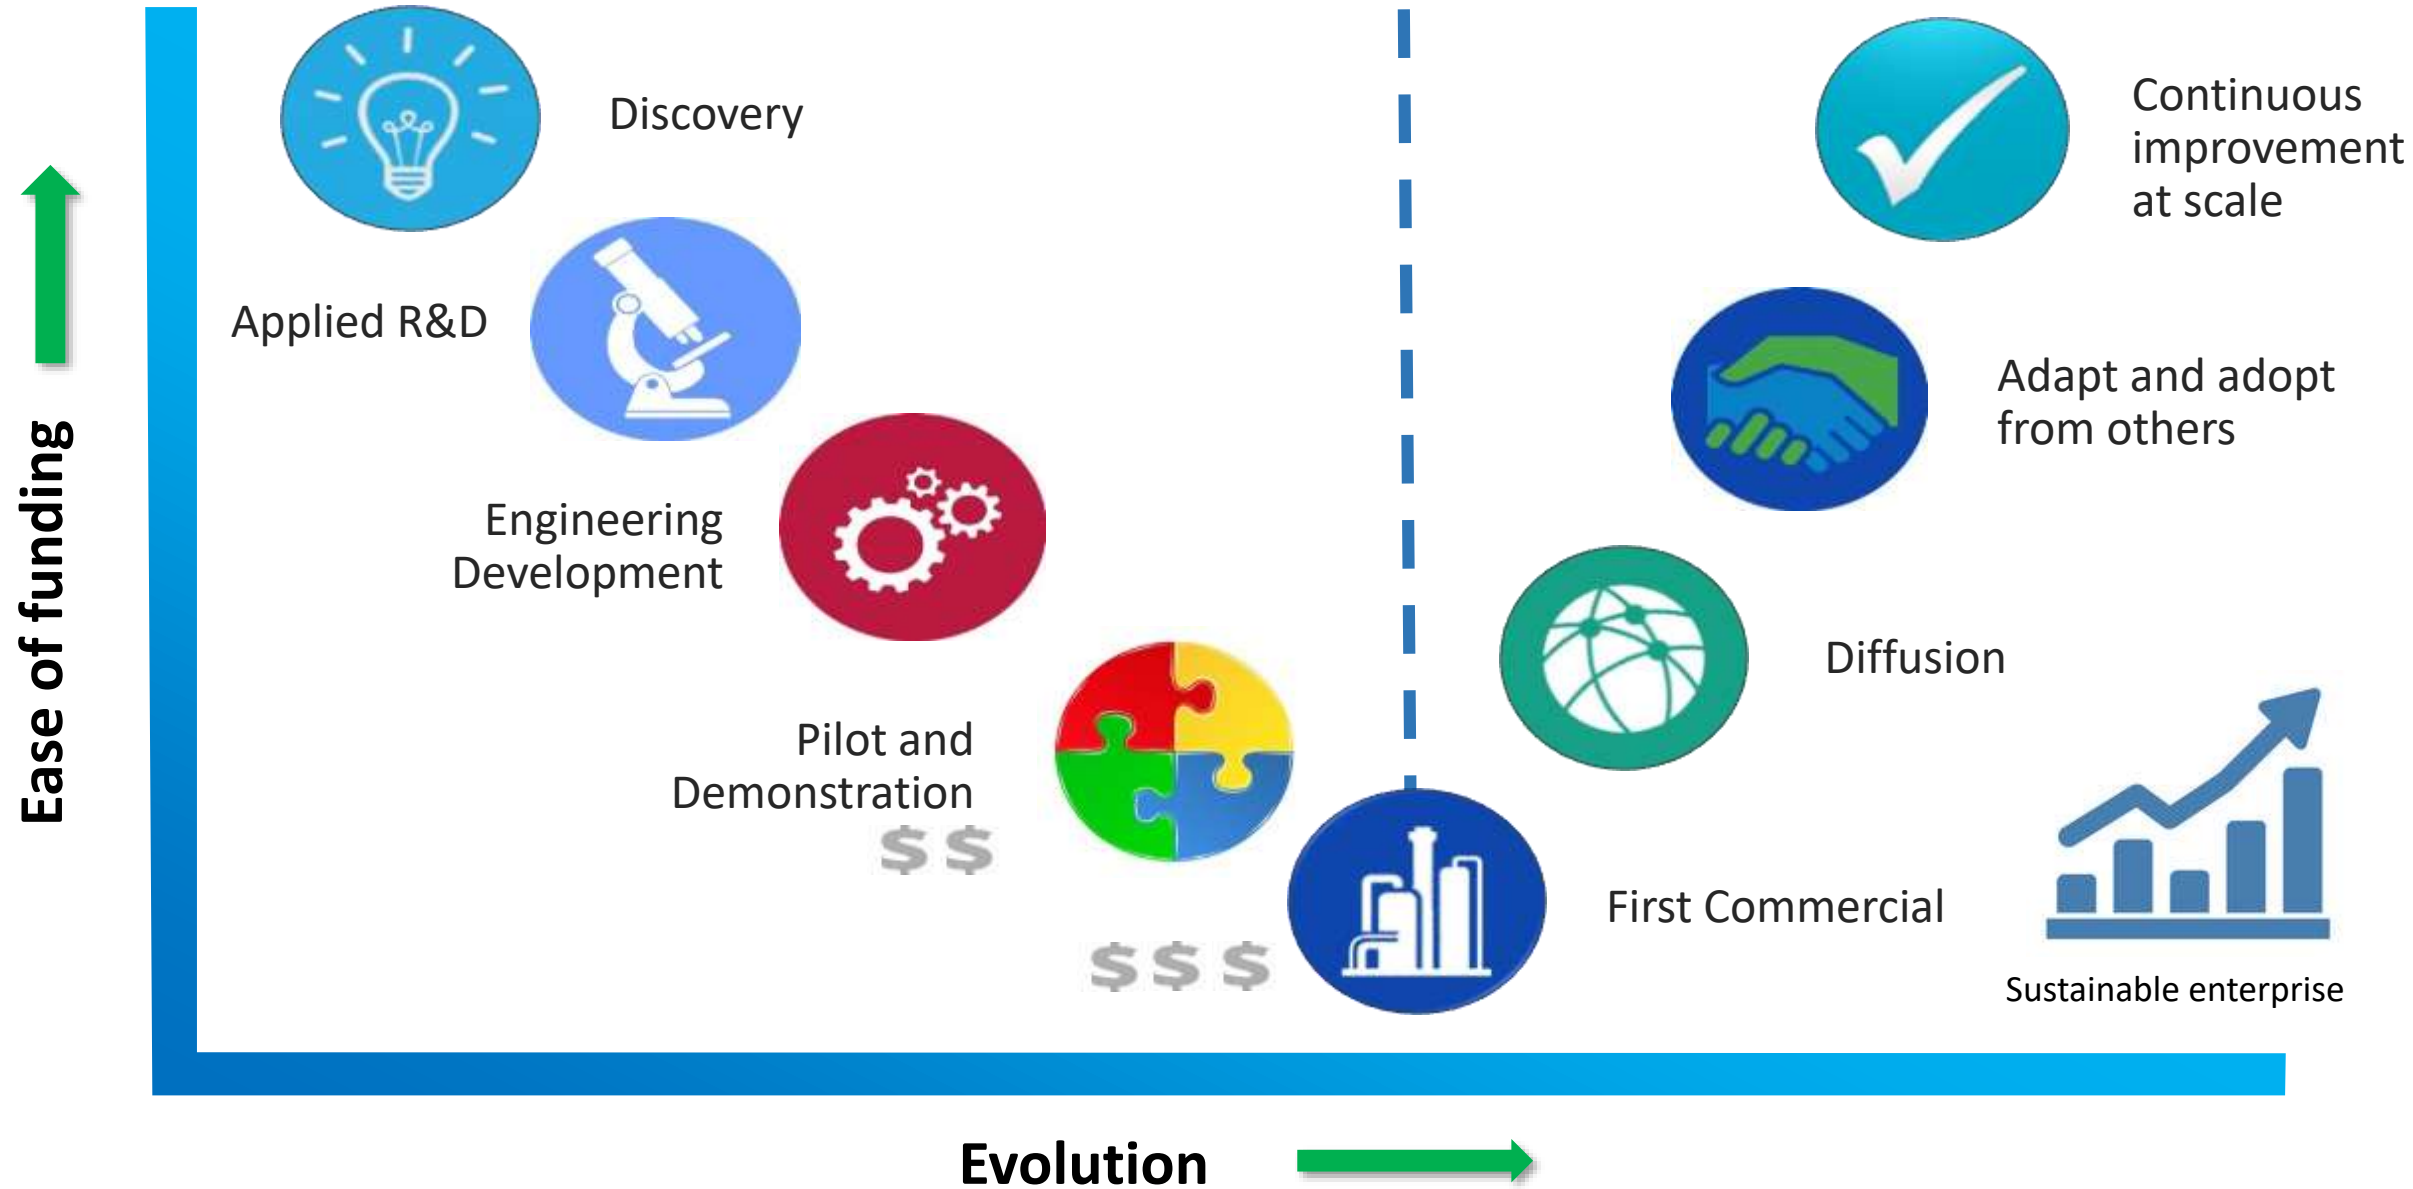 Discovery
Continuous
improvement
at scale
Applied R&D
Adapt and adopt
from others
Engineering
Development
Ease of funding
Diffusion
Pilot and
Demonstration
$ $
First Commercial
$ $ $
Sustainable enterprise
Evolution